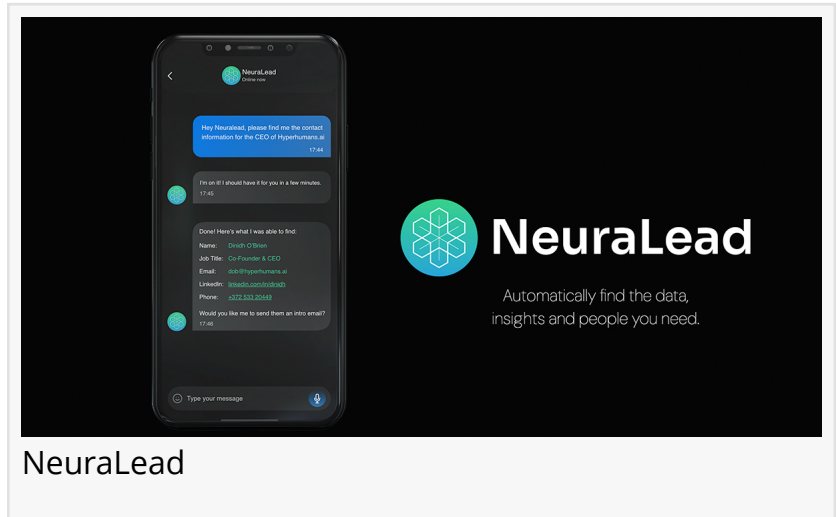 NeuraLead
Online now
Hey Neuralead, please find me the contact
information for the CEO of Hyperhumans.ai
17:44
I'm on it! I should have it for you in a few minutes.
17:45
Done! Here's what I was able to find:
Name: Dinidh O'Brien
Job Title: Co-Founder & CEO
Email: dob@hyperhumans.ai
LinkedIn: linkedin.com/in/dinidh
Phone: +372 533 20449
Would you like me to send them an intro email?
17:46
Type your message
NeuraLead
Automatically find the data,
insights and people you need.
NeuraLead